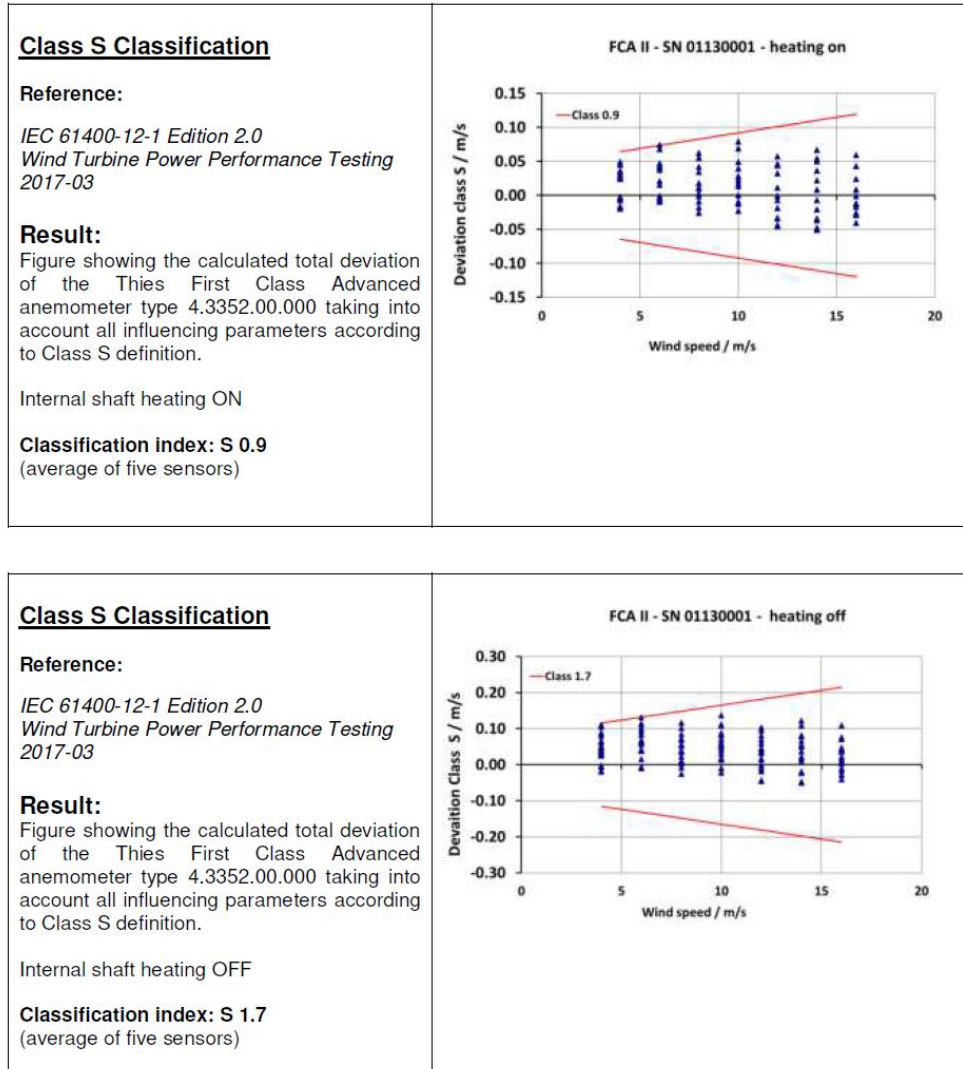 Class S Classification
Reference:
IEC 61400-12-1 Edition 2.0
Wind Turbine Power Performance Testing
2017-03
Result:
Figure showing the calculated total deviation
of the Thies First Class Advanced
anemometer type 4.3352.00.000 taking into
account all influencing parameters according
to Class S definition.
Internal shaft heating ON
Classification index: S 0.9
(average of five sensors)
FCA II - SN 01130001 - heating on
Deviation class S / m/s
0.15
0.10
0.05
0.00
-0.05
-0.10
-0.15
Class 0.9
0 5 10 15 20
Wind speed / m/s
Class S Classification
Reference:
IEC 61400-12-1 Edition 2.0
Wind Turbine Power Performance Testing
2017-03
Result:
Figure showing the calculated total deviation
of the Thies First Class Advanced
anemometer type 4.3352.00.000 taking into
account all influencing parameters according
to Class S definition.
Internal shaft heating OFF
Classification index: S 1.7
(average of five sensors)
FCA II - SN 01130001 - heating off
Devaition Class S / m/s
0.30
0.20
0.10
0.00
-0.10
-0.20
-0.30
Class 1.7
0 5 10 15 20
Wind speed / m/s